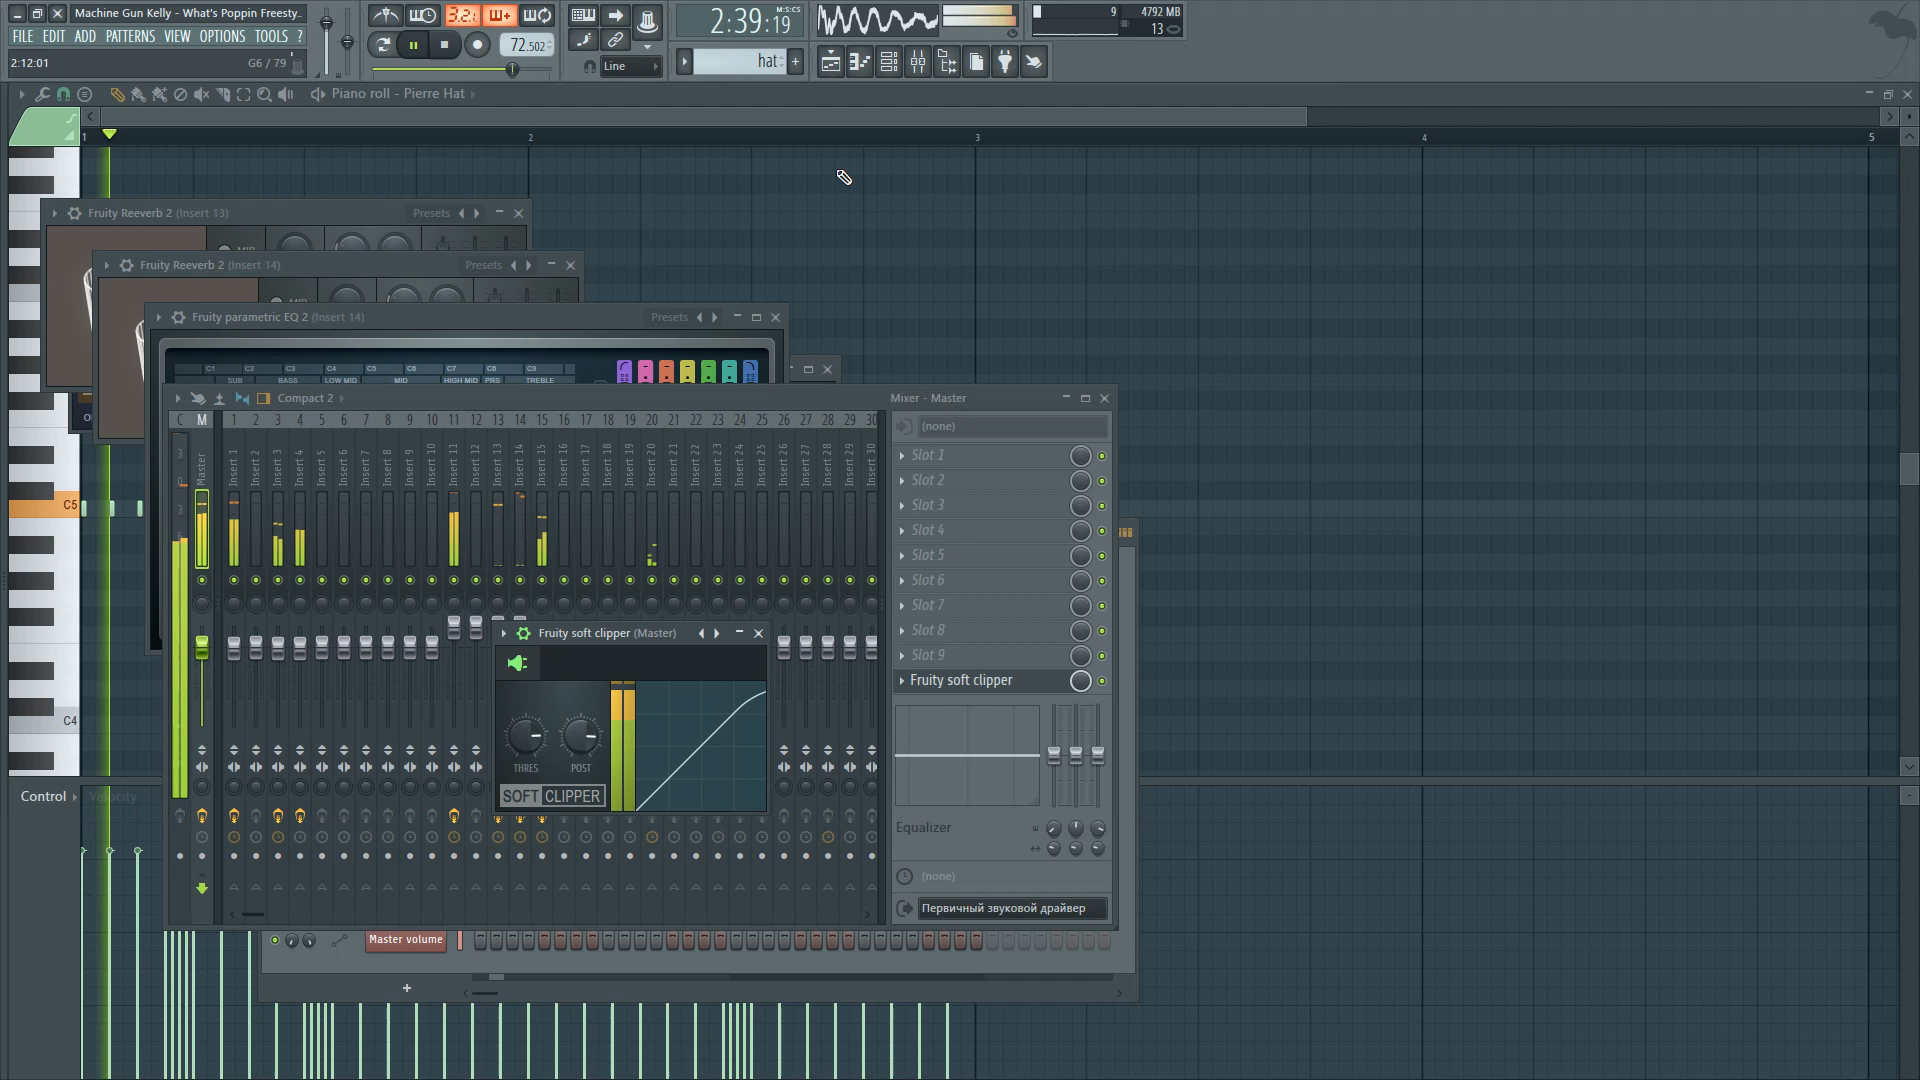 Machine Gun Kelly - What's Poppin Freesty..
FILE EDIT ADD PATTERNS VIEW OPTIONS TOOLS ?
2:12:01 G6 / 79
3.2.
72.502
Line
2:39:19 M:S:CS
hat
9 4792 MB
13
Piano roll - Pierre Hat
1 2 3 4 5
Fruity Reeverb 2 (Insert 13) Presets
Fruity Reeverb 2 (Insert 14) Presets
Fruity parametric EQ 2 (Insert 14) Presets
C1 C2 C3 C4 C5 C6 C7 C8 C9
SUB BASS LOW MID MID HIGH MID PRS TREBLE
Compact 2 Mixer - Master
C M 1 2 3 4 5 6 7 8 9 10 11 12 13 14 15 16 17 18 19 20 21 22 23 24 25 26 27 28 29 30
Master Insert 1 Insert 2 Insert 3 Insert 4 Insert 5 Insert 6 Insert 7 Insert 8 Insert 9 Insert 10 Insert 11 Insert 12 Insert 13 Insert 14 Insert 15 Insert 16 Insert 17 Insert 18 Insert 19 Insert 20 Insert 21 Insert 22 Insert 23 Insert 24 Insert 25 Insert 26 Insert 27 Insert 28 Insert 29 Insert 30
(none)
Slot 1
Slot 2
Slot 3
Slot 4
Slot 5
Slot 6
Slot 7
Slot 8
Slot 9
Fruity soft clipper
C5
C4
Fruity soft clipper (Master)
THRES POST
SOFT CLIPPER
Control Velocity
Equalizer
(none)
Первичный звуковой драйвер
Master volume